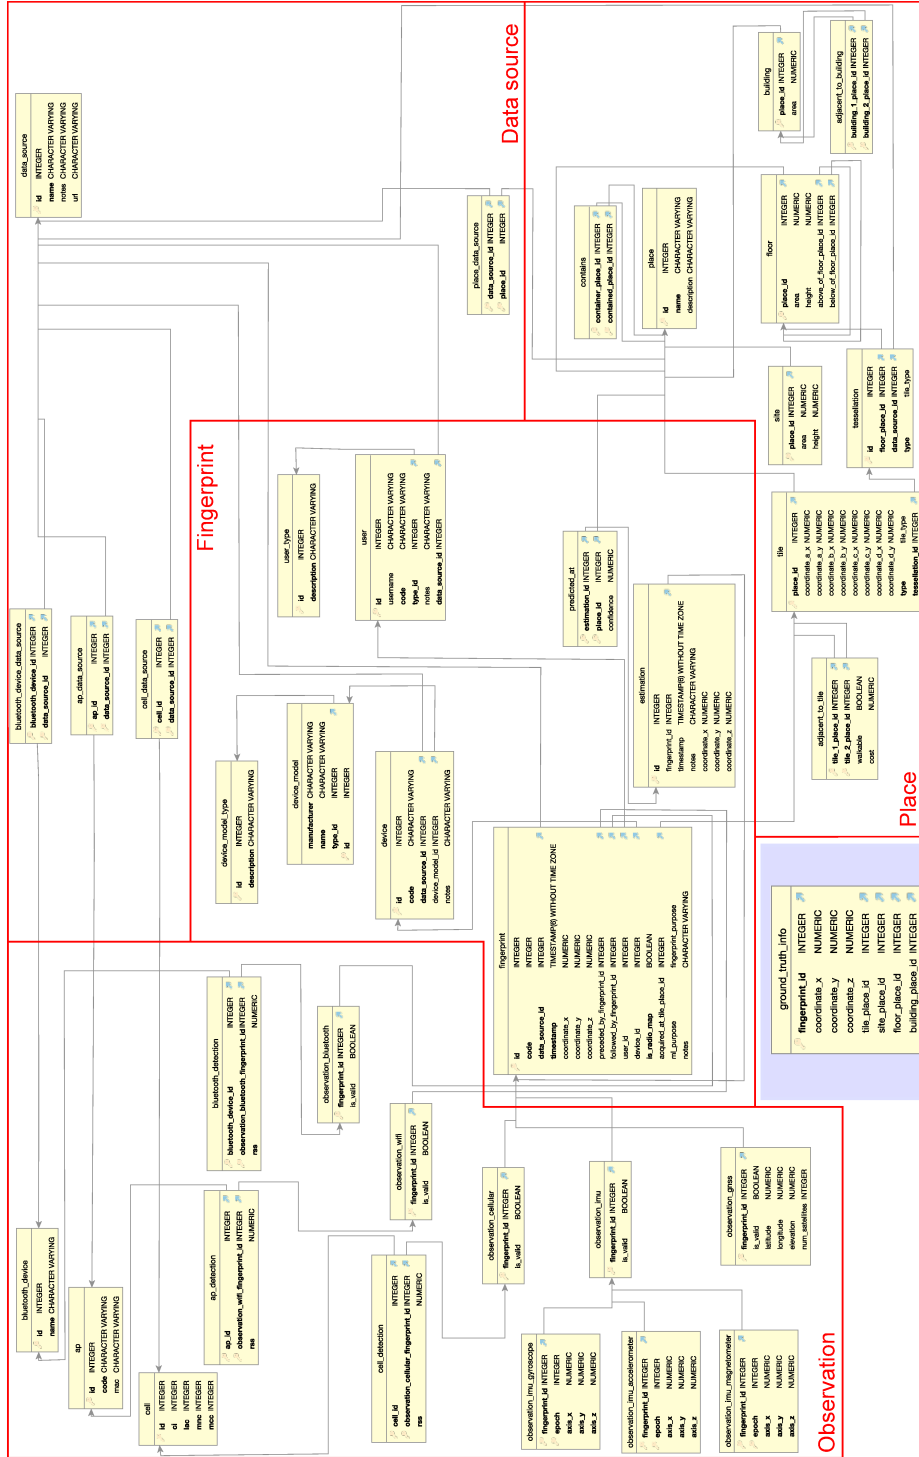 Data source
data_source
id INTEGER
name CHARACTER VARYING
notes CHARACTER VARYING
url CHARACTER VARYING
place_data_source
data_source_id INTEGER
place_id INTEGER
bluetooth_device_data_source
bluetooth_device_id INTEGER
data_source_id INTEGER
ap_data_source
ap_id INTEGER
data_source_id INTEGER
cell_data_source
cell_id INTEGER
data_source_id INTEGER
Place
building
place_id INTEGER
area NUMERIC
adjacent_to_building
building_1_place_id INTEGER
building_2_place_id INTEGER
contains
container_place_id INTEGER
contained_place_id INTEGER
place
id INTEGER
name CHARACTER VARYING
description CHARACTER VARYING
floor
place_id INTEGER
area NUMERIC
height NUMERIC
above_of_floor_place_id INTEGER
below_of_floor_place_id INTEGER
site
place_id INTEGER
area NUMERIC
height NUMERIC
tessellation
id INTEGER
floor_place_id INTEGER
data_source_id INTEGER
type tile_type
tile
place_id INTEGER
coordinate_a_x NUMERIC
coordinate_a_y NUMERIC
coordinate_b_x NUMERIC
coordinate_b_y NUMERIC
coordinate_c_x NUMERIC
coordinate_c_y NUMERIC
coordinate_d_x NUMERIC
coordinate_d_y NUMERIC
type tile_type
tessellation_id INTEGER
adjacent_to_tile
tile_1_place_id INTEGER
tile_2_place_id INTEGER
walkable BOOLEAN
cost NUMERIC
Fingerprint
user_type
id INTEGER
description CHARACTER VARYING
user
id INTEGER
username CHARACTER VARYING
code CHARACTER VARYING
type_id INTEGER
notes CHARACTER VARYING
data_source_id INTEGER
predicted_at
estimation_id INTEGER
place_id INTEGER
confidence NUMERIC
estimation
id INTEGER
fingerprint_id INTEGER
timestamp TIMESTAMP(6) WITHOUT TIME ZONE
notes CHARACTER VARYING
coordinate_x NUMERIC
coordinate_y NUMERIC
coordinate_z NUMERIC
device_model_type
id INTEGER
description CHARACTER VARYING
device_model
manufacturer CHARACTER VARYING
name CHARACTER VARYING
type_id INTEGER
id INTEGER
device
id INTEGER
code CHARACTER VARYING
data_source_id INTEGER
device_model_id INTEGER
notes CHARACTER VARYING
fingerprint
id INTEGER
code INTEGER
data_source_id INTEGER
timestamp TIMESTAMP(6) WITHOUT TIME ZONE
coordinate_x NUMERIC
coordinate_y NUMERIC
coordinate_z NUMERIC
preceded_by_fingerprint_id INTEGER
followed_by_fingerprint_id INTEGER
user_id INTEGER
device_id INTEGER
is_radio_map BOOLEAN
acquired_at_tile_place_id INTEGER
ml_purpose fingerprint_purpose
notes CHARACTER VARYING
ground_truth_info
fingerprint_id INTEGER
coordinate_x NUMERIC
coordinate_y NUMERIC
coordinate_z NUMERIC
tile_place_id INTEGER
site_place_id INTEGER
floor_place_id INTEGER
building_place_id INTEGER
Observation
bluetooth_detection
bluetooth_device_id INTEGER
observation_bluetooth_fingerprint_id INTEGER
rss NUMERIC
observation_bluetooth
fingerprint_id INTEGER
is_valid BOOLEAN
observation_wifi
fingerprint_id INTEGER
is_valid BOOLEAN
observation_cellular
fingerprint_id INTEGER
is_valid BOOLEAN
observation_imu
fingerprint_id INTEGER
is_valid BOOLEAN
observation_gnss
fingerprint_id INTEGER
is_valid BOOLEAN
latitude NUMERIC
longitude NUMERIC
elevation NUMERIC
num_satellites INTEGER
bluetooth_device
id INTEGER
name CHARACTER VARYING
ap
id INTEGER
code CHARACTER VARYING
mac CHARACTER VARYING
cell
id INTEGER
ci INTEGER
lac INTEGER
mnc INTEGER
mcc INTEGER
ap_detection
ap_id INTEGER
observation_wifi_fingerprint_id INTEGER
rss NUMERIC
cell_detection
cell_id INTEGER
observation_cellular_fingerprint_id INTEGER
rss NUMERIC
observation_imu_gyroscope
fingerprint_id INTEGER
epoch INTEGER
axis_x NUMERIC
axis_y NUMERIC
axis_z NUMERIC
observation_imu_accelerometer
fingerprint_id INTEGER
epoch INTEGER
axis_x NUMERIC
axis_y NUMERIC
axis_z NUMERIC
observation_imu_magnetometer
fingerprint_id INTEGER
epoch INTEGER
axis_x NUMERIC
axis_y NUMERIC
axis_z NUMERIC